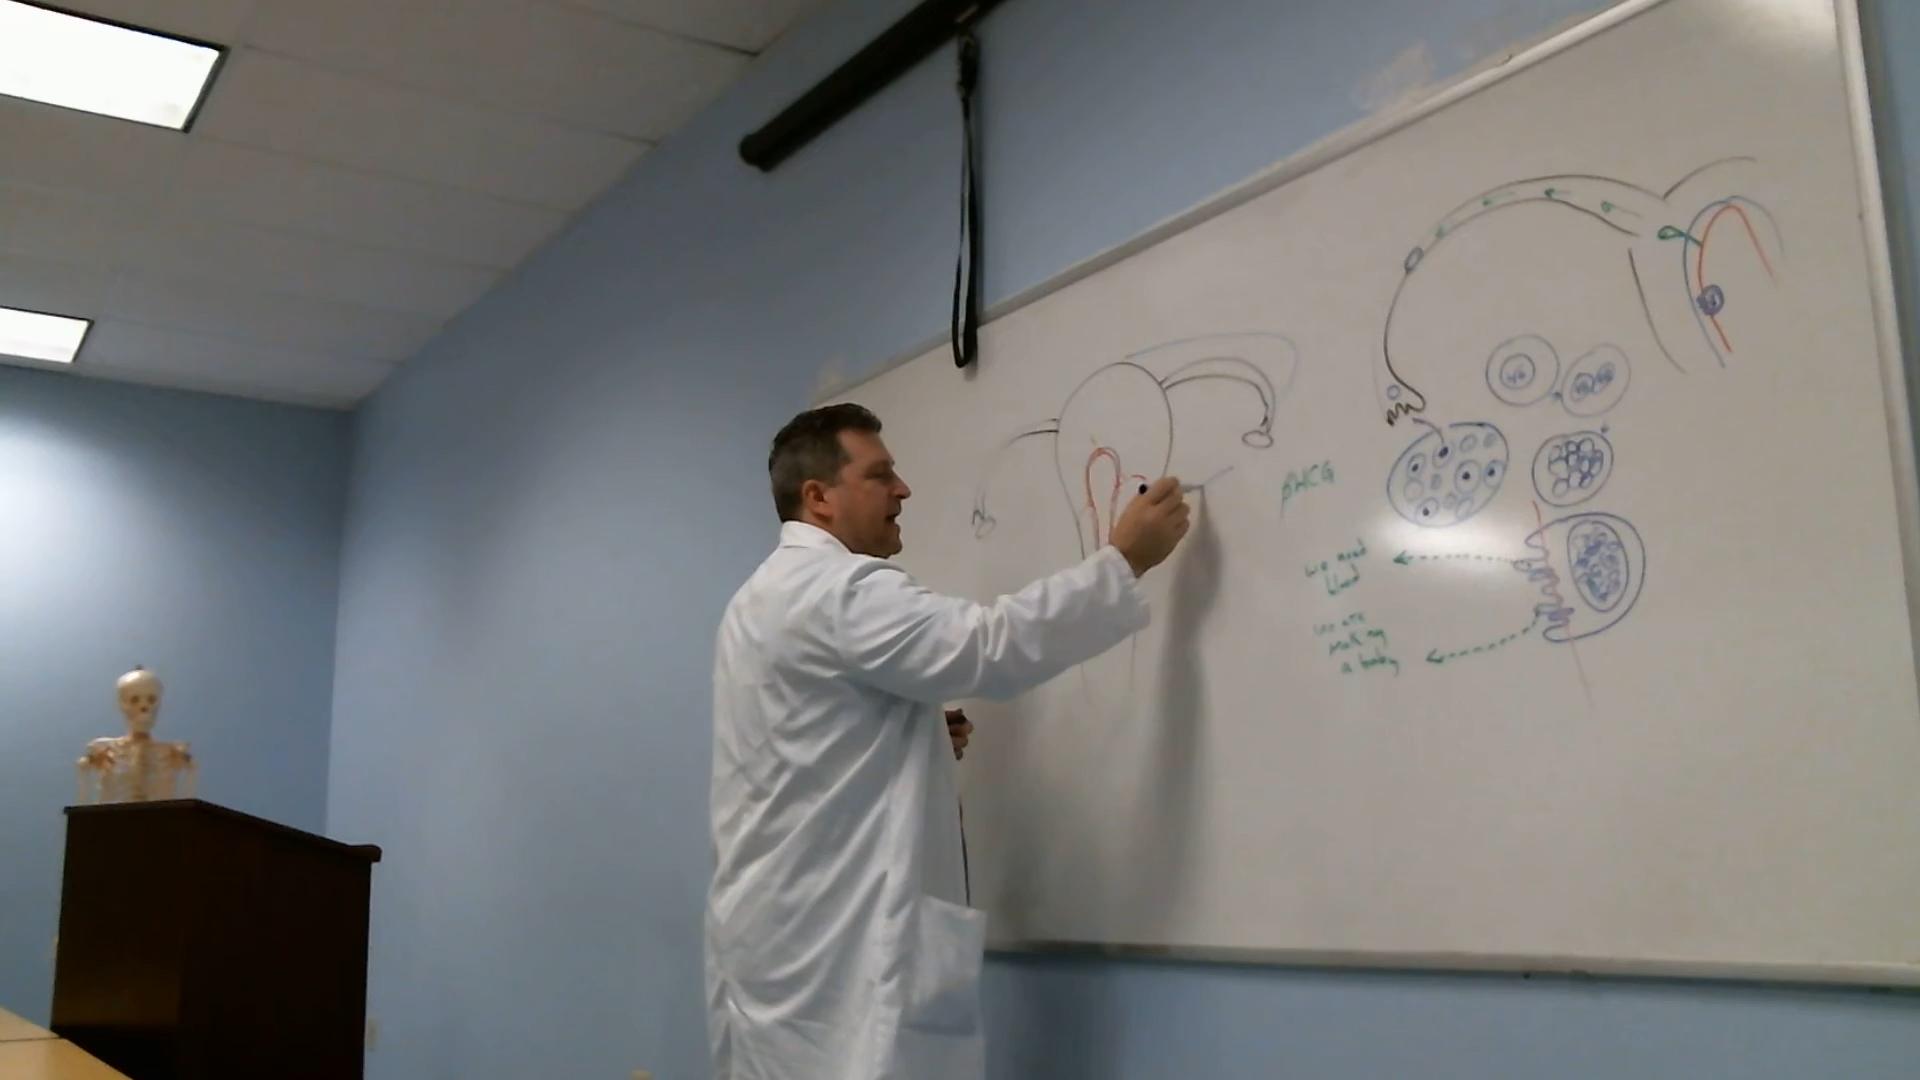 βHCG
we need
blood
we are
making
a baby